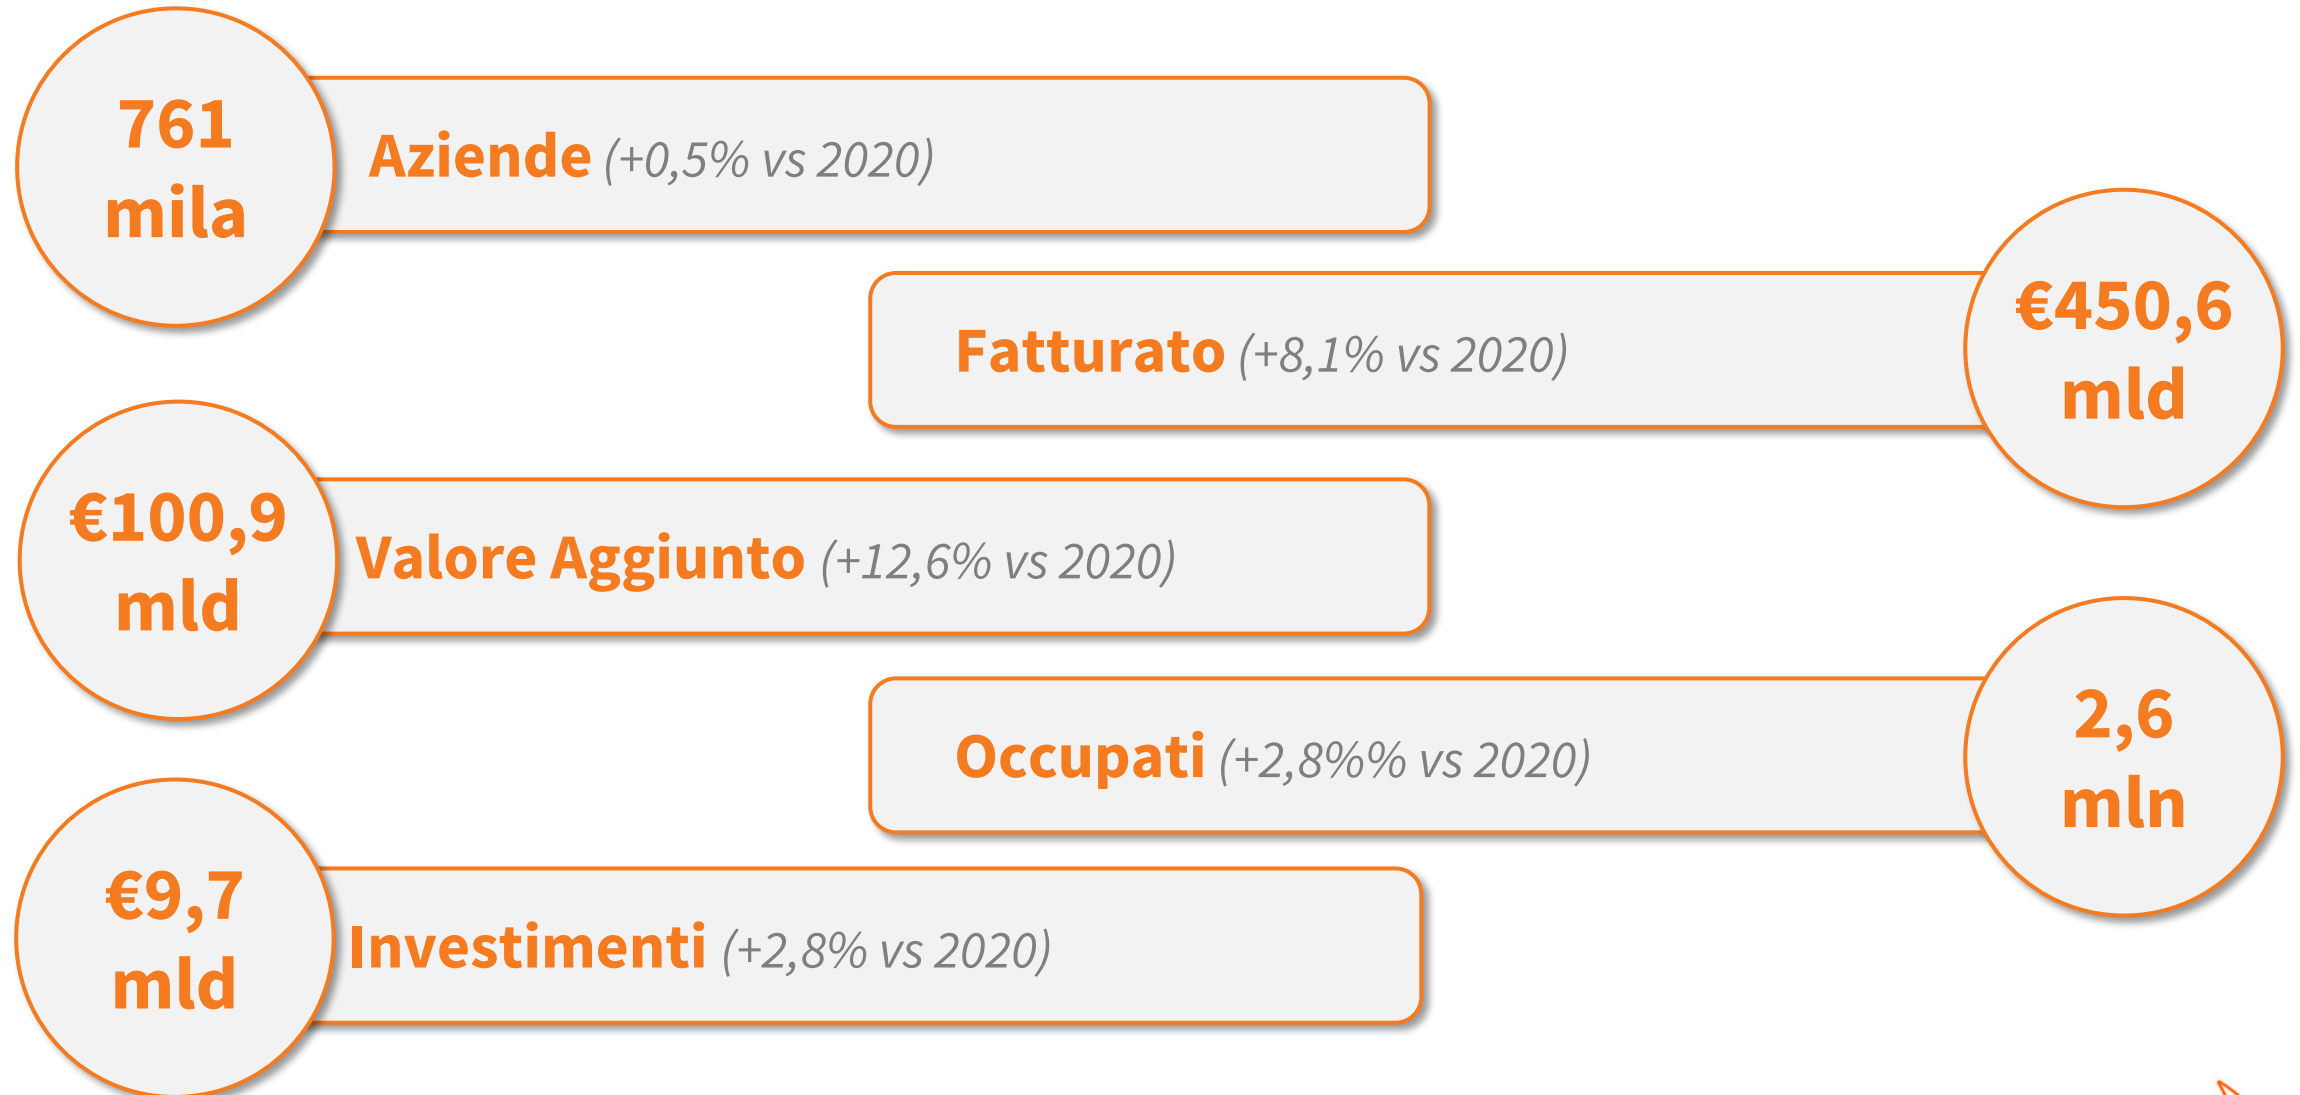 761
mila
Aziende (+0,5% vs 2020)
€450,6
mld
Fatturato (+8,1% vs 2020)
€100,9
mld
Valore Aggiunto (+12,6% vs 2020)
2,6
mln
Occupati (+2,8%% vs 2020)
€9,7
mld
Investimenti (+2,8% vs 2020)